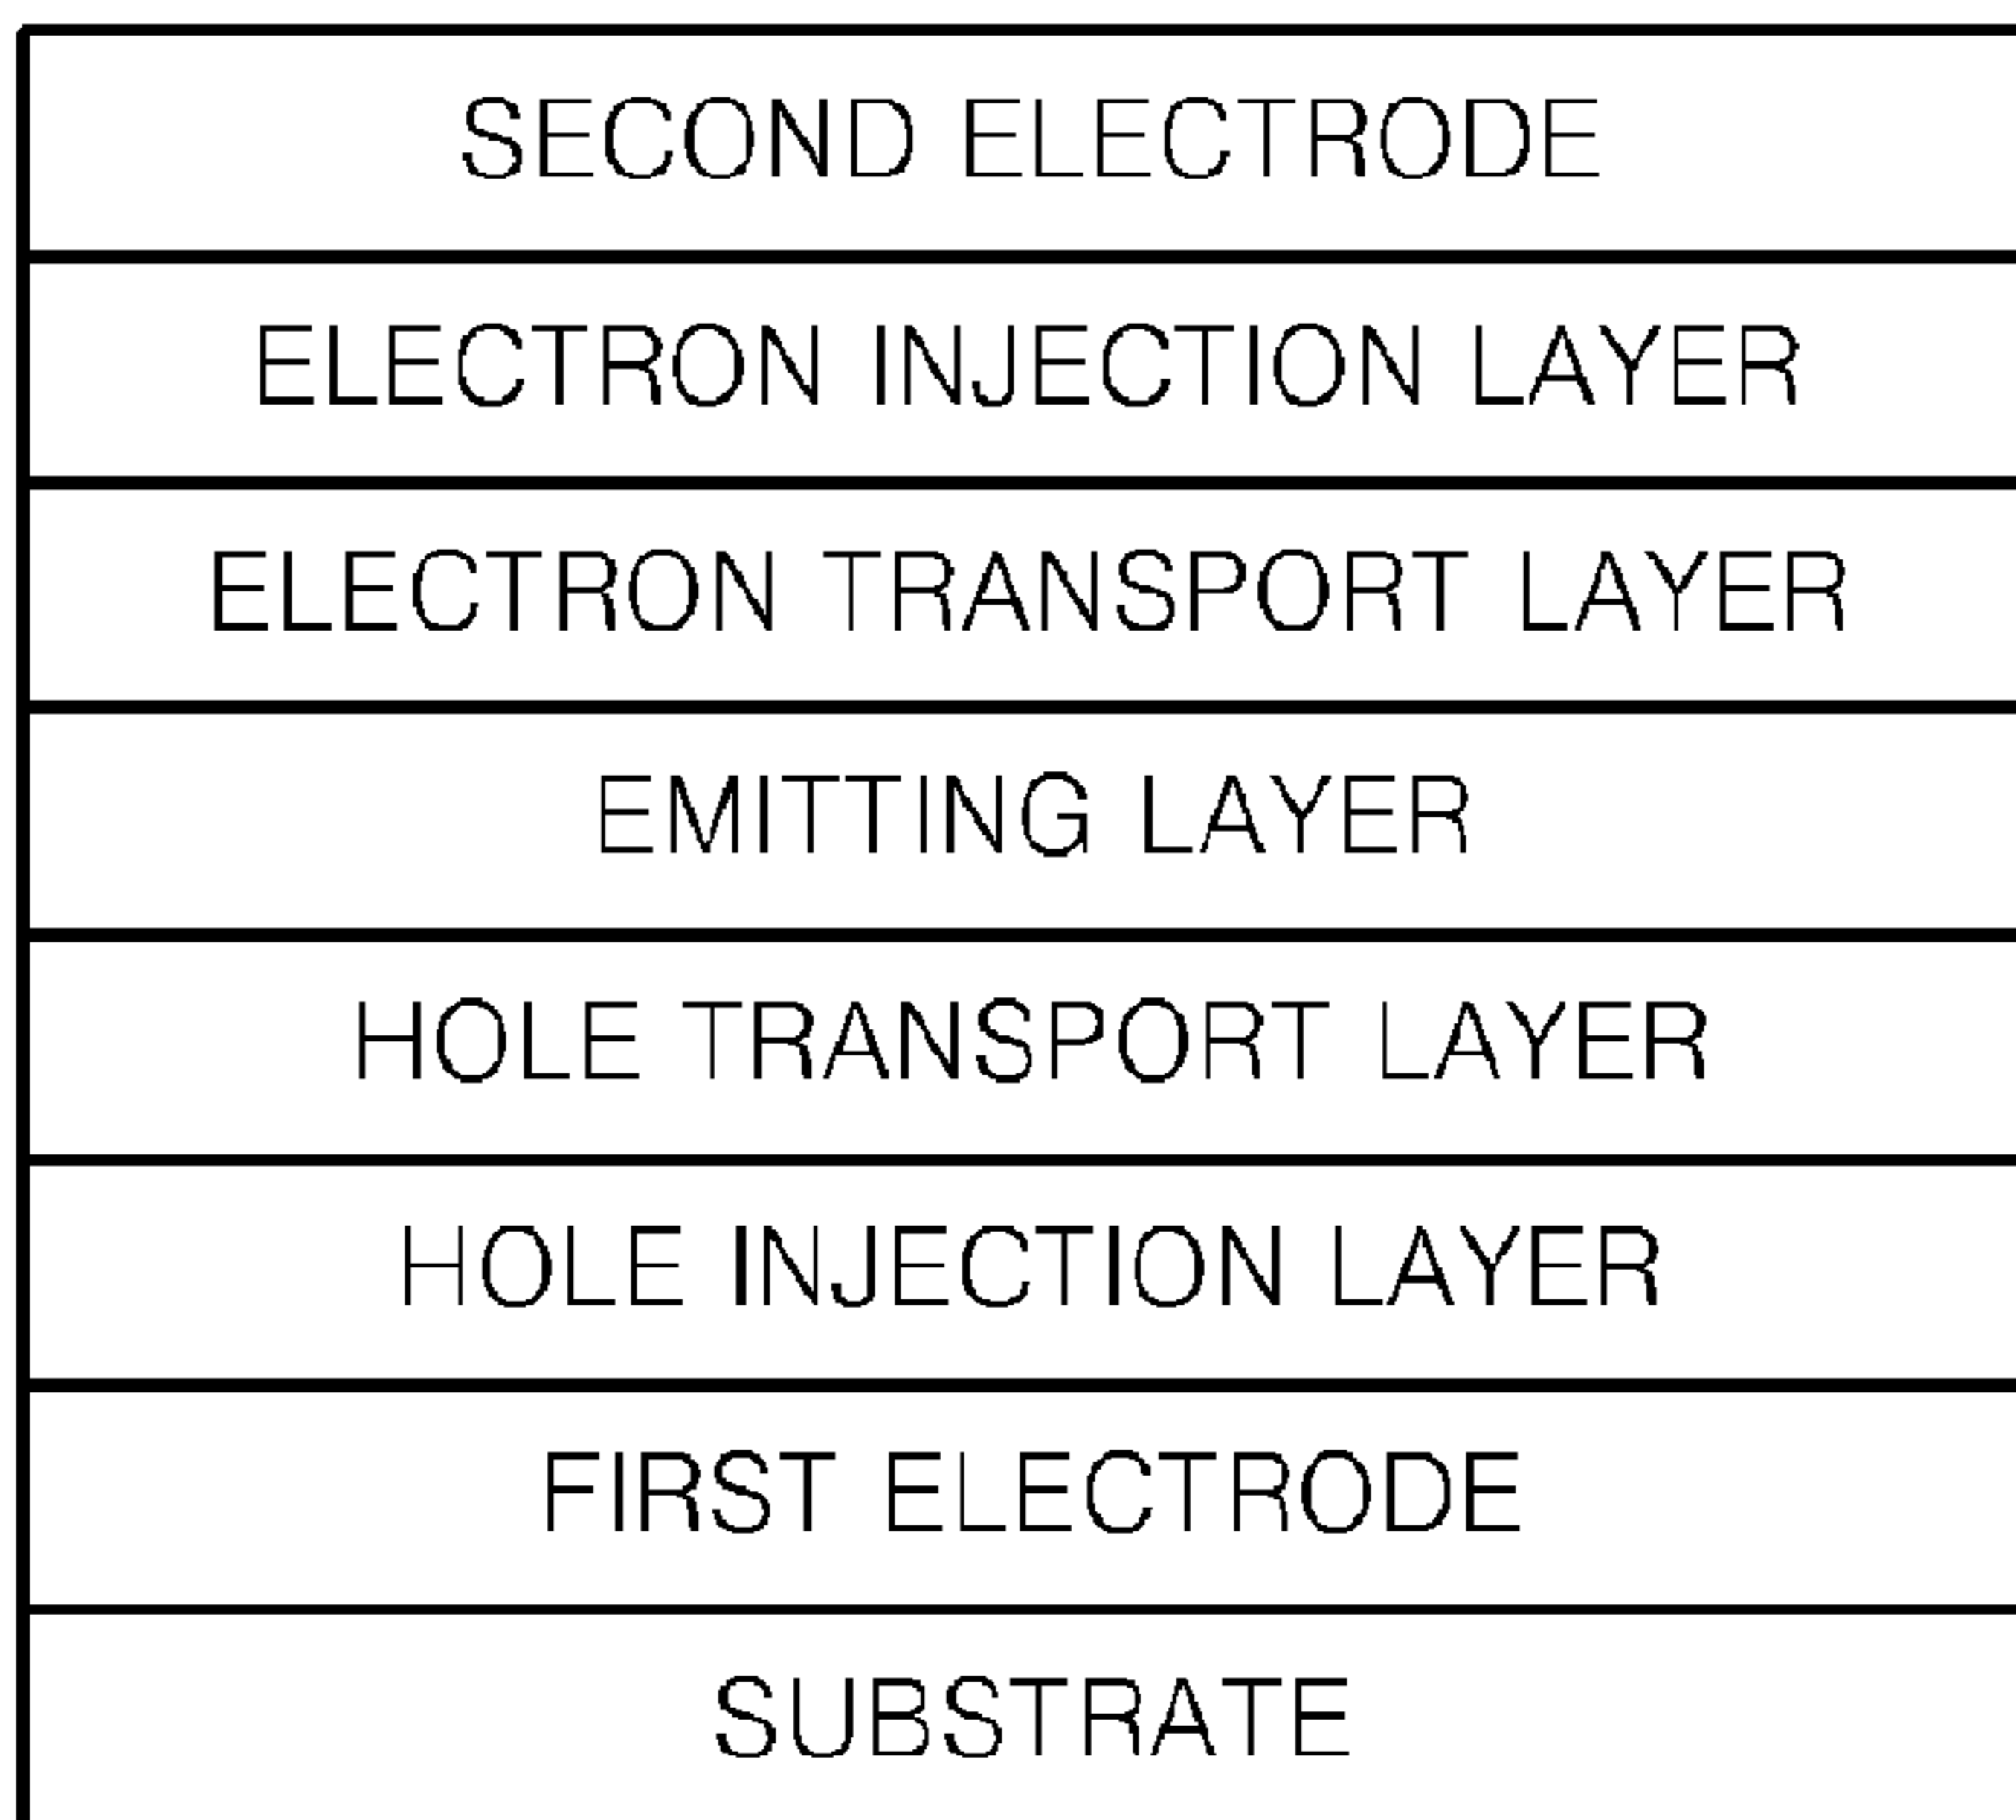 SECOND ELECTRODE
ELECTRON INJECTION LAYER
ELECTRON TRANSPORT LAYER
EMITTING LAYER
HOLE TRANSPORT LAYER
HOLE INJECTION LAYER
FIRST ELECTRODE
SUBSTRATE